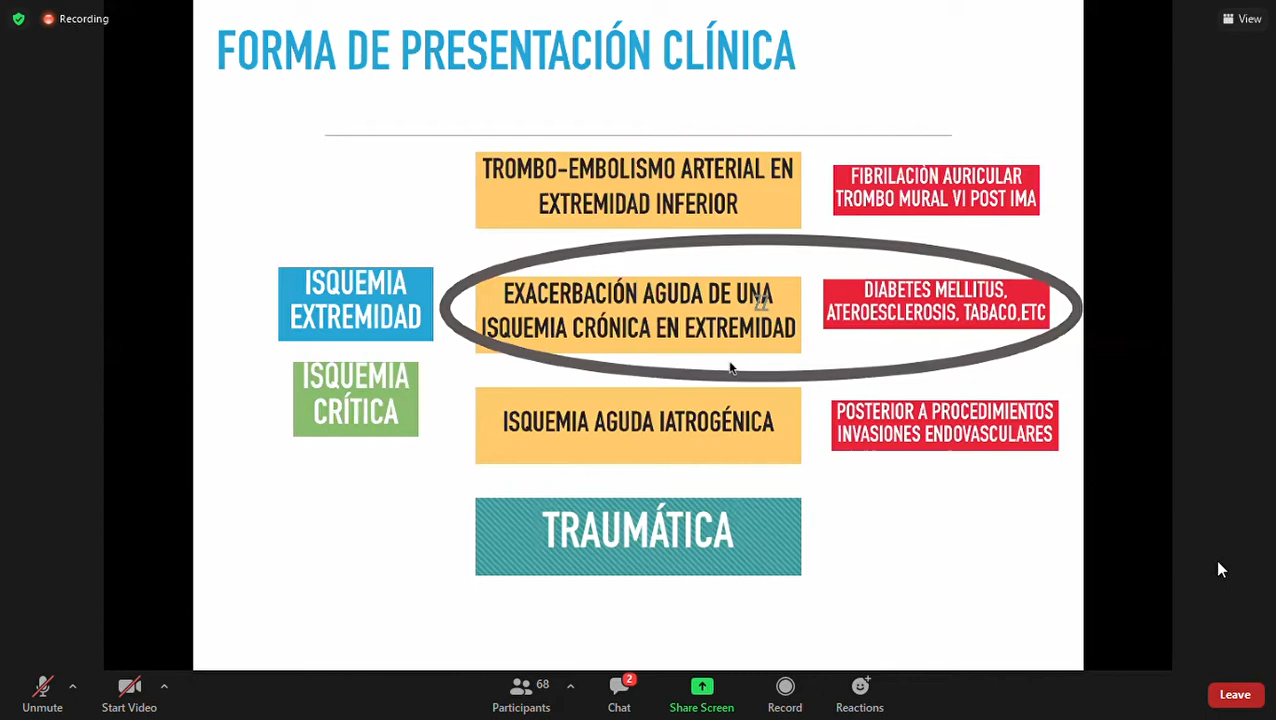 Recording
View
FORMA DE PRESENTACIÓN CLÍNICA
TROMBO-EMBOLISMO ARTERIAL EN
EXTREMIDAD INFERIOR
FIBRILACIÓN AURICULAR
TROMBO MURAL VI POST IMA
ISQUEMIA
EXTREMIDAD
EXACERBACIÓN AGUDA DE UNA
ISQUEMIA CRÓNICA EN EXTREMIDAD
DIABETES MELLITUS,
ATEROESCLEROSIS, TABACO,ETC
ISQUEMIA
CRÍTICA
ISQUEMIA AGUDA IATROGÉNICA
POSTERIOR A PROCEDIMIENTOS
INVASIONES ENDOVASCULARES
TRAUMÁTICA
Unmute
Start Video
68
Participants
2
Chat
Share Screen
Record
Reactions
Leave